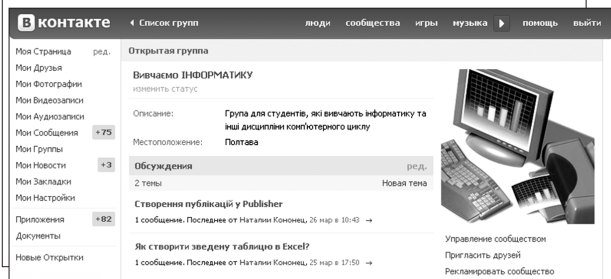 В контакте
Список групп
люди сообщества игры музыка помощь выйти
Моя Страница ред.
Мои Друзья
Мои Фотографии
Мои Видеозаписи
Мои Аудиозаписи
Мои Сообщения +75
Мои Группы
Мои Новости +3
Мои Закладки
Мои Настройки
Приложения +82
Документы
Новые Открытки
Открытая группа
Вивчаємо ІНФОРМАТИКУ
изменить статус
Описание: Група для студентів, які вивчають інформатику та
інші дисципліни комп'ютерного циклу
Местоположение: Полтава
Обсуждения ред.
2 темы Новая тема
Створення публікацій у Publisher
1 сообщение. Последнее от Наталии Комонец, 26 мар в 10:43 →
Як створити зведену таблицю в Excel?
1 сообщение. Последнее от Наталии Комонец, 25 мар в 17:50 →
Управление сообществом
Пригласить друзей
Рекламировать сообщество